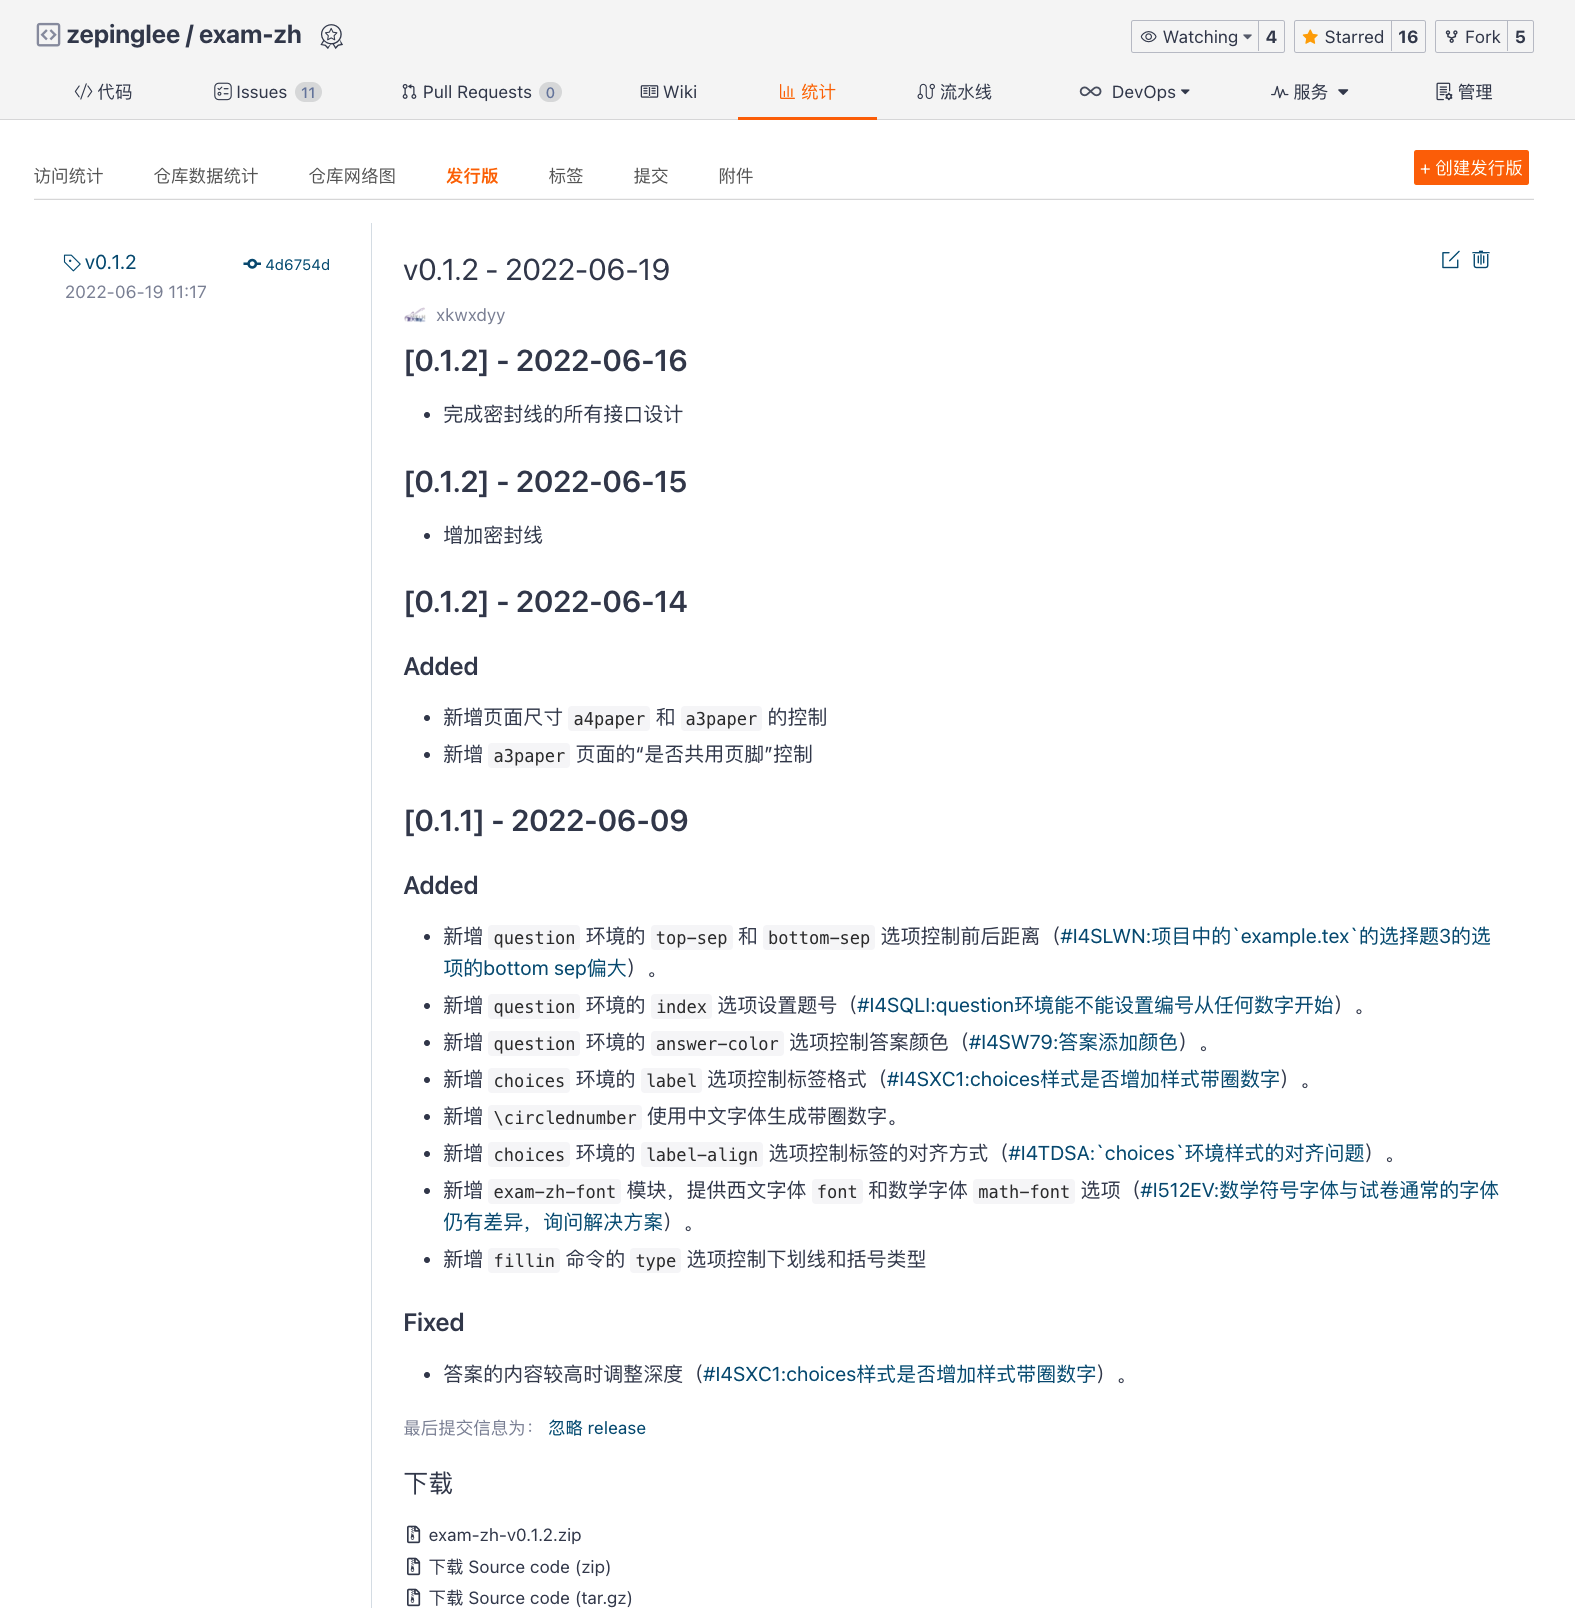 zepinglee / exam-zh
Watching 4 Starred 16 Fork 5
代码 Issues 11 Pull Requests 0 Wiki 统计 流水线 DevOps 服务 管理
访问统计 仓库数据统计 仓库网络图 发行版 标签 提交 附件 + 创建发行版
v0.1.2 4d6754d
2022-06-19 11:17
v0.1.2 - 2022-06-19
xkwxdyy
[0.1.2] - 2022-06-16
• 完成密封线的所有接口设计
[0.1.2] - 2022-06-15
• 增加密封线
[0.1.2] - 2022-06-14
Added
• 新增页面尺寸 a4paper 和 a3paper 的控制
• 新增 a3paper 页面的“是否共用页脚”控制
[0.1.1] - 2022-06-09
Added
• 新增 question 环境的 top-sep 和 bottom-sep 选项控制前后距离（#I4SLWN:项目中的`example.tex`的选择题3的选
项的bottom sep偏大）。
• 新增 question 环境的 index 选项设置题号（#I4SQLI:question环境能不能设置编号从任何数字开始）。
• 新增 question 环境的 answer-color 选项控制答案颜色（#I4SW79:答案添加颜色）。
• 新增 choices 环境的 label 选项控制标签格式（#I4SXC1:choices样式是否增加样式带圈数字）。
• 新增 \circlednumber 使用中文字体生成带圈数字。
• 新增 choices 环境的 label-align 选项控制标签的对齐方式（#I4TDSA:`choices`环境样式的对齐问题）。
• 新增 exam-zh-font 模块，提供西文字体 font 和数学字体 math-font 选项（#I512EV:数学符号字体与试卷通常的字体
仍有差异，询问解决方案）。
• 新增 fillin 命令的 type 选项控制下划线和括号类型
Fixed
• 答案的内容较高时调整深度（#I4SXC1:choices样式是否增加样式带圈数字）。
最后提交信息为： 忽略 release
下载
exam-zh-v0.1.2.zip
下载 Source code (zip)
下载 Source code (tar.gz)